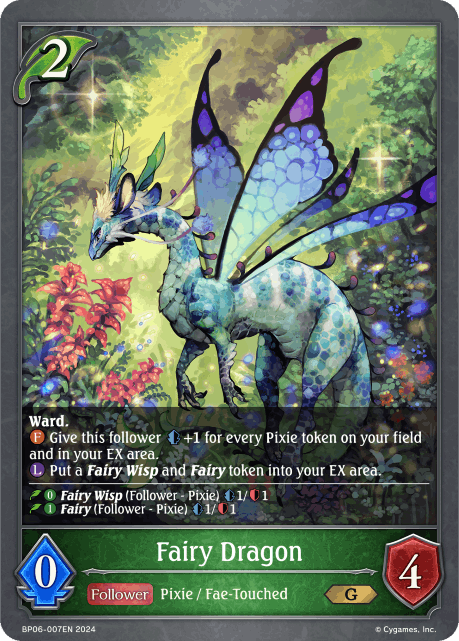 2
Ward.
F Give this follower +1 for every Pixie token on your field
and in your EX area.
L Put a Fairy Wisp and Fairy token into your EX area.
0 Fairy Wisp (Follower - Pixie) 1/ 1
1 Fairy (Follower - Pixie) 1/ 1
Fairy Dragon
0
4
Follower Pixie / Fae-Touched G
BP06-007EN 2024 © Cygames, Inc.